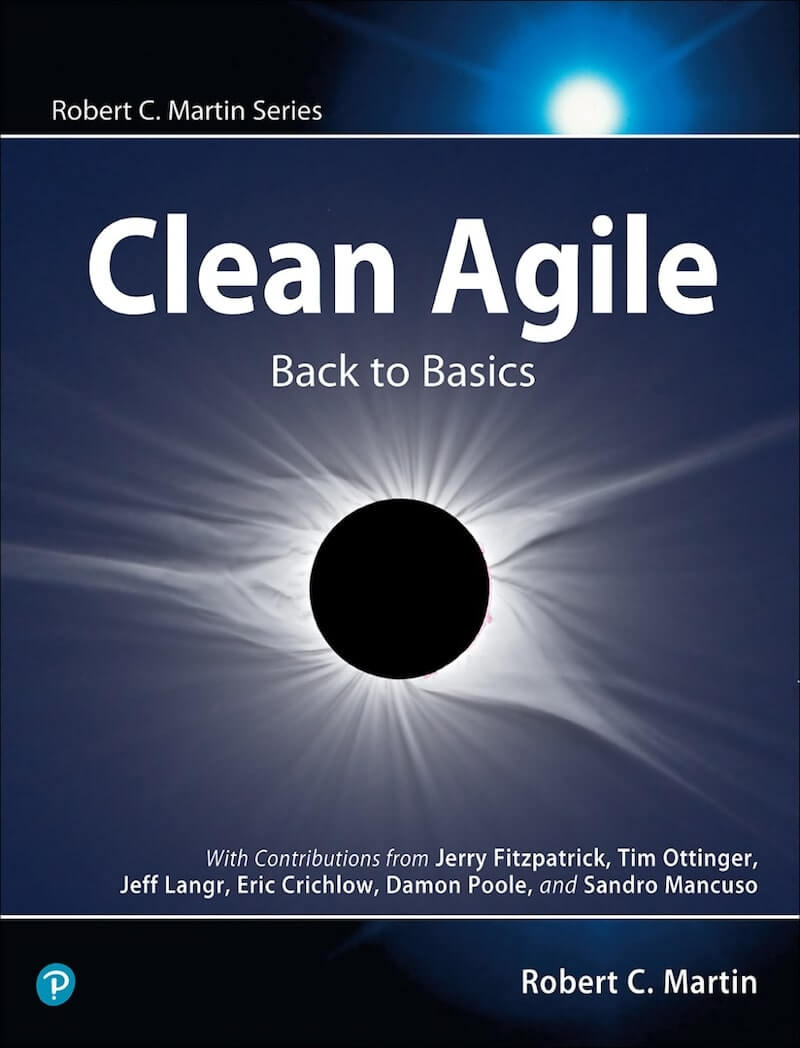 Robert C. Martin Series
Clean Agile
Back to Basics
With Contributions from Jerry Fitzpatrick, Tim Ottinger,
Jeff Langr, Eric Crichlow, Damon Poole, and Sandro Mancuso
P
Robert C. Martin